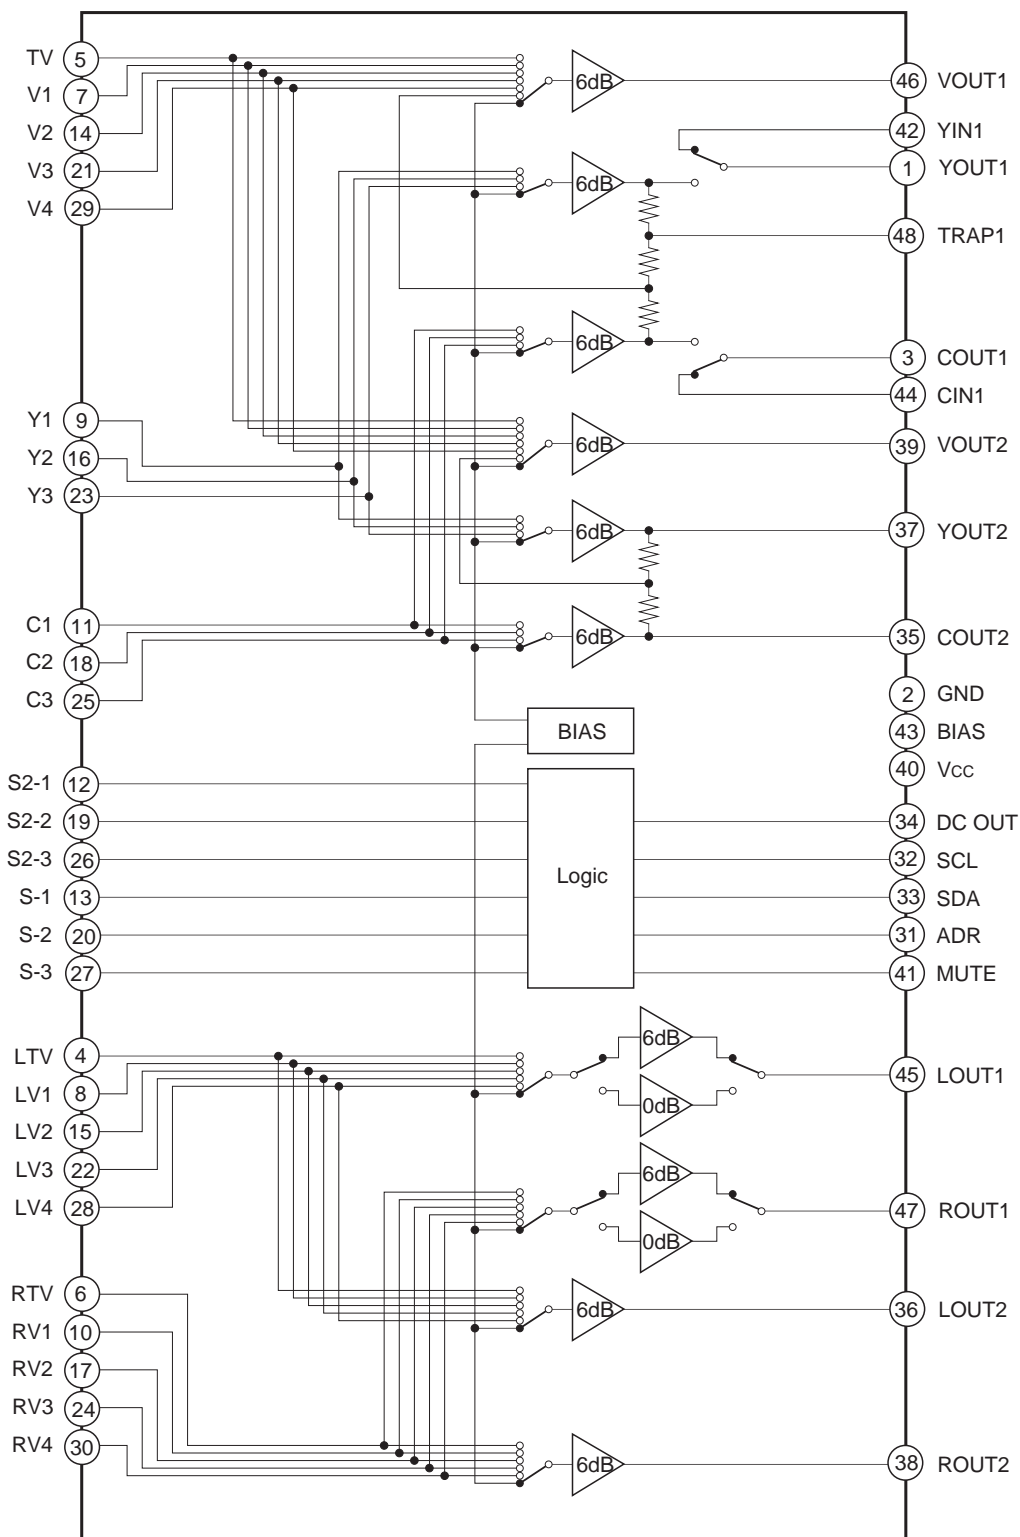 TV 5 6dB 46 VOUT1
V1 7
V2 14 42 YIN1
V3 21 6dB 1 YOUT1
V4 29
48 TRAP1
6dB 3 COUT1
44 CIN1
Y1 9
6dB 39 VOUT2
Y2 16
Y3 23
6dB 37 YOUT2
C1 11 6dB 35 COUT2
C2 18
C3 25 2 GND
BIAS 43 BIAS
40 Vcc
S2-1 12
S2-2 19 34 DC OUT
S2-3 26 Logic 32 SCL
S-1 13 33 SDA
S-2 20 31 ADR
S-3 27 41 MUTE
6dB
LTV 4 45 LOUT1
LV1 8 0dB
LV2 15
LV3 22 6dB
LV4 28 47 ROUT1
0dB
RTV 6 6dB 36 LOUT2
RV1 10
RV2 17
RV3 24
RV4 30 6dB 38 ROUT2